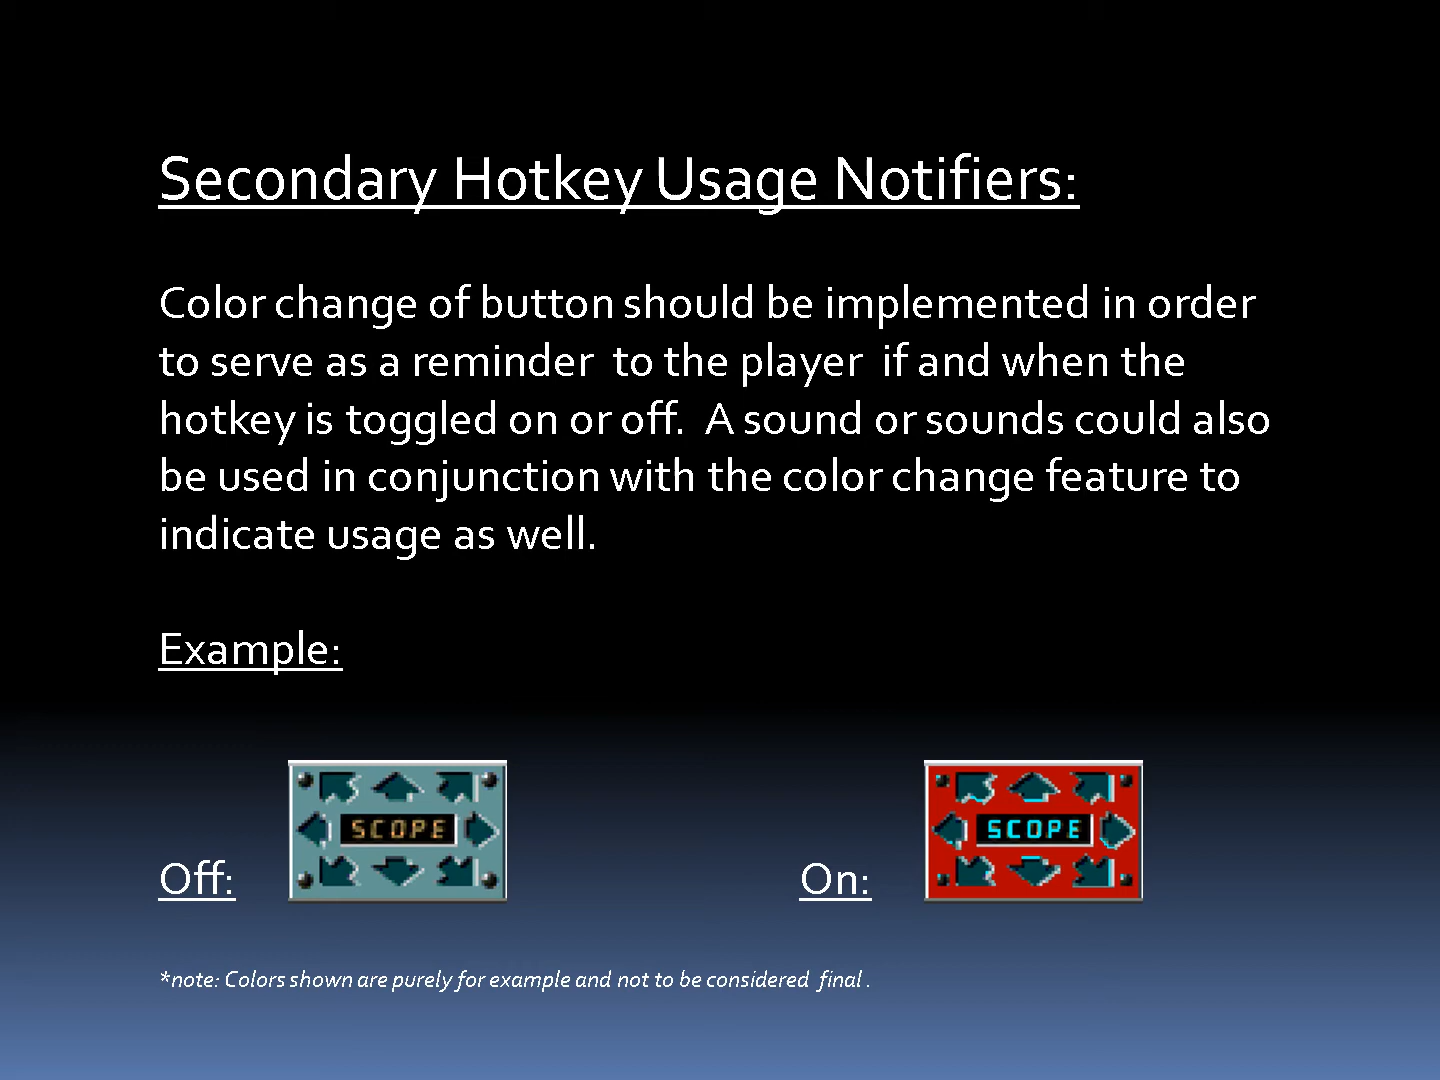 Secondary Hotkey Usage Notifiers:
Color change of button should be implemented in order
to serve as a reminder to the player if and when the
hotkey is toggled on or off. A sound or sounds could also
be used in conjunction with the color change feature to
indicate usage as well.
Example:
SCOPE
SCOPE
Off:
On:
*note: Colors shown are purely for example and not to be considered final .